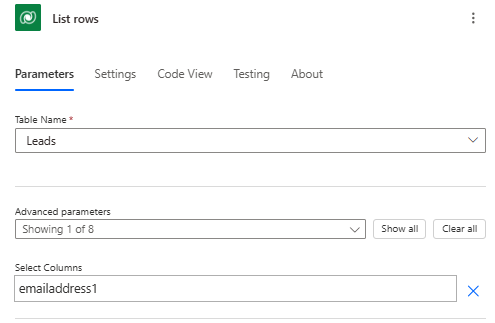 List rows
Parameters Settings Code View Testing About
Table Name *
Leads
Advanced parameters
Showing 1 of 8 Show all Clear all
Select Columns
emailaddress1